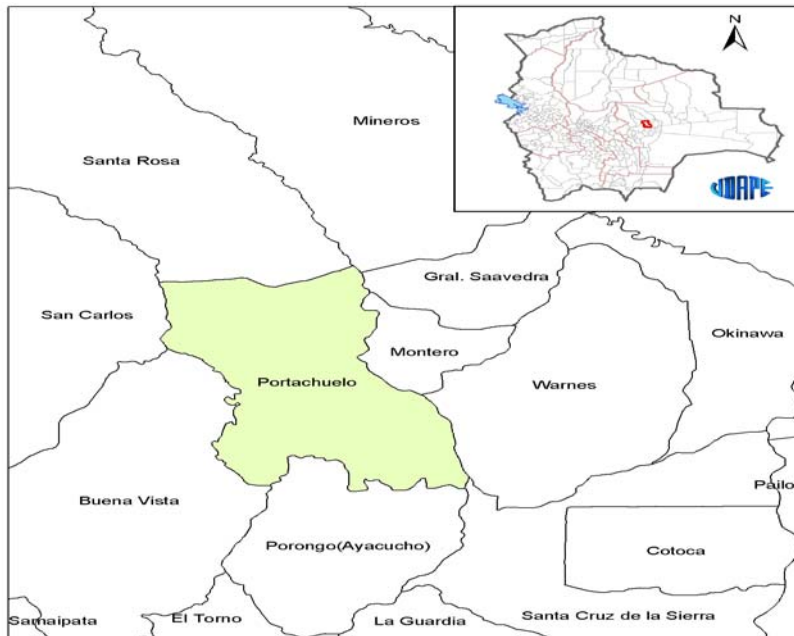 N
Mineros
Santa Rosa
UDAPE
Gral. Saavedra
San Carlos
Okinawa
Montero
Portachuelo
Warnes
Pailo
Buena Vista
Porongo(Ayacucho)
Cotoca
Samaipata
El Torno
La Guardia
Santa Cruz de la Sierra